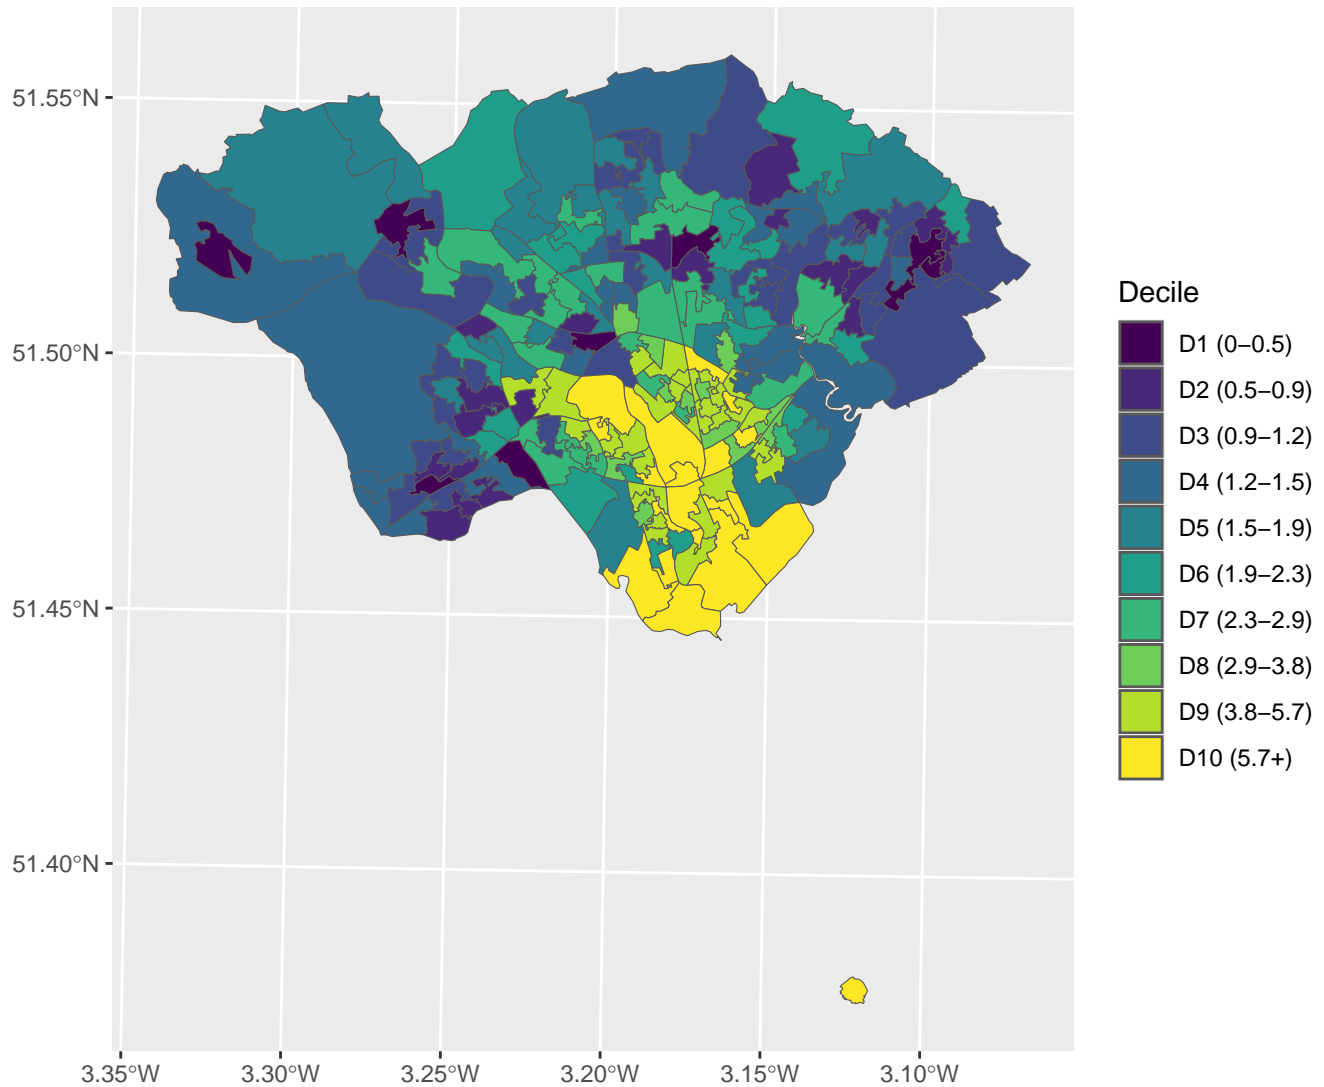 51.55°N
51.50°N
51.45°N
51.40°N
3.35°W
3.30°W
3.25°W
3.20°W
3.15°W
3.10°W
Decile
D1 (0−0.5)
D2 (0.5−0.9)
D3 (0.9−1.2)
D4 (1.2−1.5)
D5 (1.5−1.9)
D6 (1.9−2.3)
D7 (2.3−2.9)
D8 (2.9−3.8)
D9 (3.8−5.7)
D10 (5.7+)